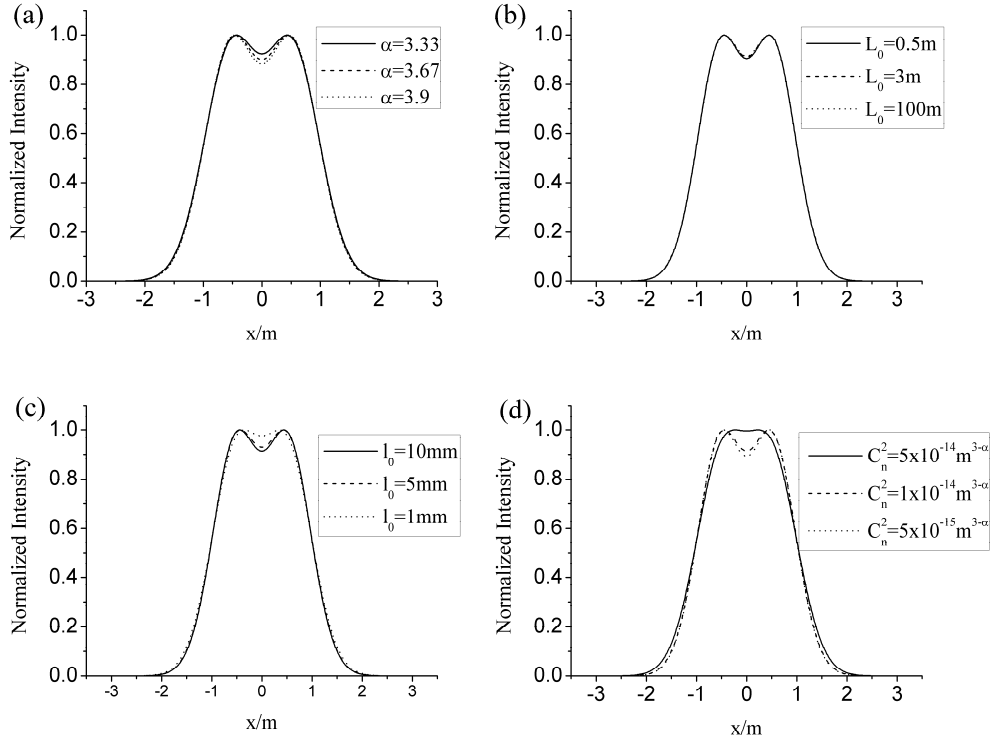 (a)
Normalized Intensity
1.0
0.8
0.6
0.4
0.2
0.0
-3 -2 -1 0 1 2 3
x/m
α=3.33
α=3.67
α=3.9
(b)
Normalized Intensity
1.0
0.8
0.6
0.4
0.2
0.0
-3 -2 -1 0 1 2 3
x/m
L₀=0.5m
L₀=3m
L₀=100m
(c)
Normalized Intensity
1.0
0.8
0.6
0.4
0.2
0.0
-3 -2 -1 0 1 2 3
x/m
l₀=10mm
l₀=5mm
l₀=1mm
(d)
Normalized Intensity
1.0
0.8
0.6
0.4
0.2
0.0
-3 -2 -1 0 1 2 3
x/m
Cₙ²=5x10⁻¹⁴m³⁻ᵅ
Cₙ²=1x10⁻¹⁴m³⁻ᵅ
Cₙ²=5x10⁻¹⁵m³⁻ᵅ